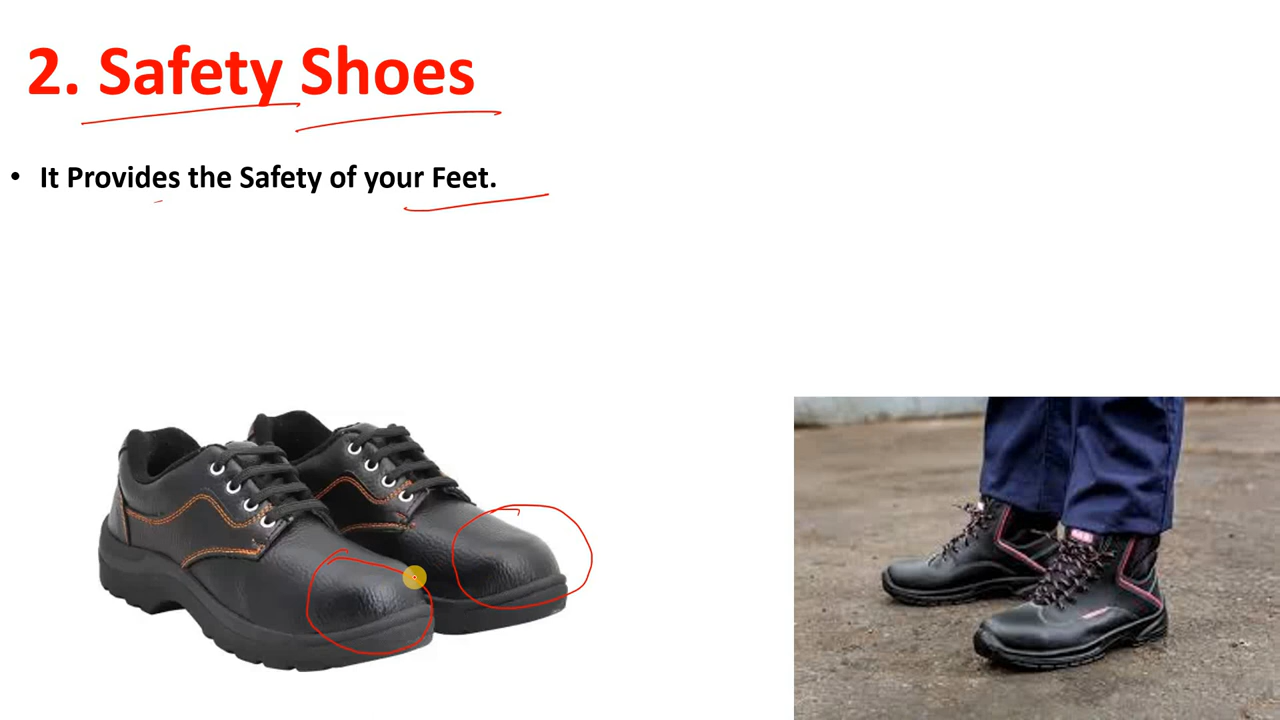 2. Safety Shoes
• It Provides the Safety of your Feet.